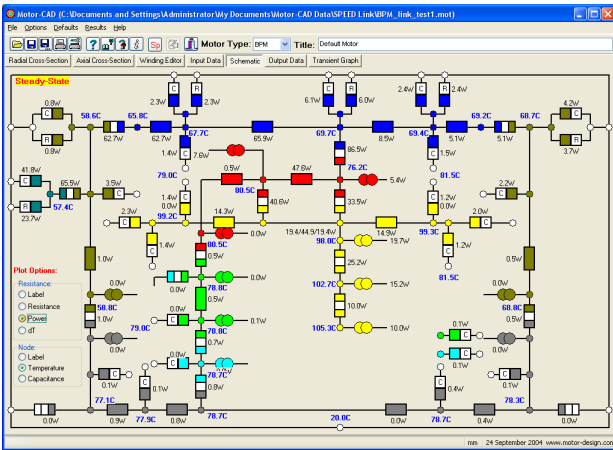 Motor-CAD (C:\Documents and Settings\Administrator\My Documents\Motor-CAD Data\SPEED Link\BPM_link_test1.mot)
File Options Defaults Results Help
Motor Type: BPM Title: Default Motor
Radial Cross-Section Axial Cross-Section Winding Editor Input Data Schematic Output Data Transient Graph
Steady-State
0.8W C 2.3W C R 2.3W 6.1W C R 6.0W 2.4W C R 2.4W 4.2W C
58.6C 65.8C 67.7C 69.7C 69.4C 69.2C 68.7C
R 0.8W 62.7W 62.7W 65.9W 8.5W 5.1W 5.1W R 3.7W
1.4W C 7.6W 86.5W C 1.5W
41.8W C 79.0C 0.5W 47.6W 76.2C 5.4W 81.5C
65.5W 3.5W C 80.5C 2.2W C
R 23.7W 57.4C 1.4W 0.0W C 40.6W 33.5W C 1.2W 0.0W
2.3W C 99.2C 14.3W 19.4/44.9/19.4W 14.9W 99.3C 2.0W C
C 1.4W 0.0W 98.0C 19.7W C 1.2W
80.5C 0.5W 81.5C
1.0W 25.2W 0.0W
Plot Options:
Resistance:
Label
Resistance
Power
dT
Node:
Label
Temperature
Capacitance
78.8C 0.0W 102.7C 15.2W
0.0W C
0.0W 58.8C 0.5W 10.0W 0.0W 68.8C
1.0W 79.0C 0.0W C 78.8C 0.1W 105.3C 10.0W 0.5W
0.0W 0.7W 0.1W C 0.0W
0.0W C 78.7C 0.0W C 0.1W
C 0.1W C 0.1W 0.8W C 0.4W C 0.1W
77.1C 77.9C 78.7C 20.0C 78.7C 78.3C
0.0W 0.9W 0.8W 0.0W 0.4W 0.0W
mm 24 September 2004 www.motor-design.com